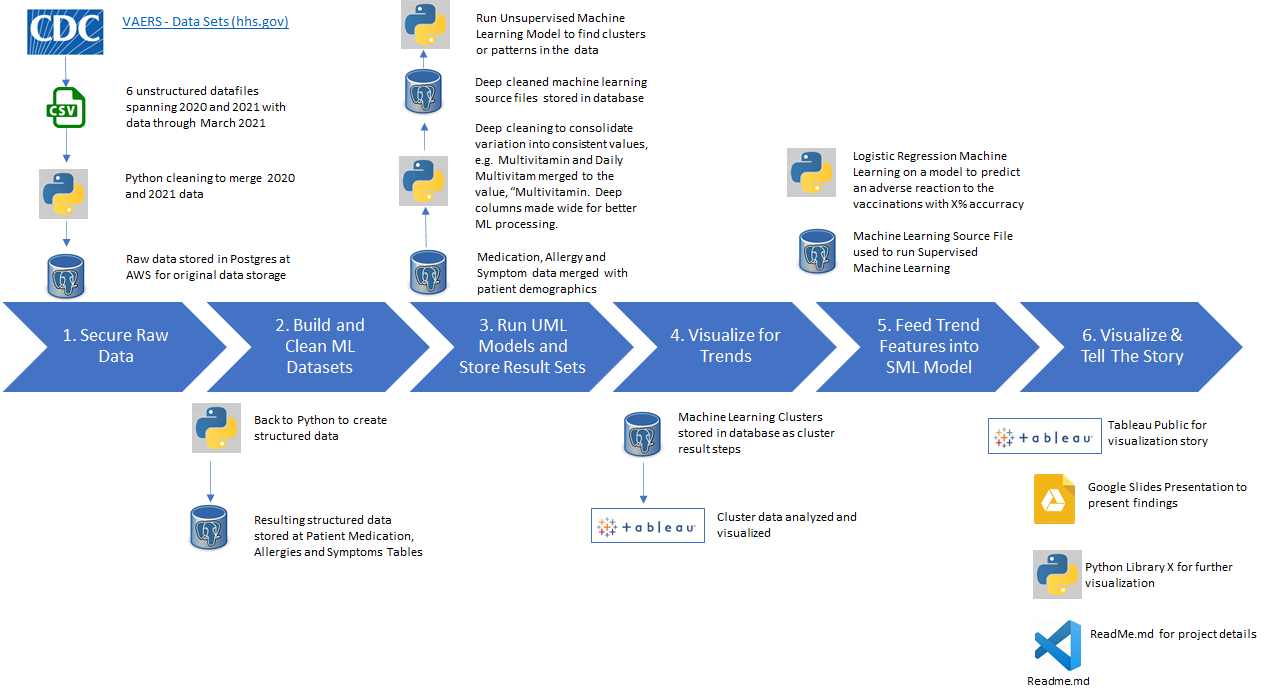 CDC
VAERS - Data Sets (hhs.gov)
CSV
6 unstructured datafiles
spanning 2020 and 2021 with
data through March 2021
Python cleaning to merge 2020
and 2021 data
Raw data stored in Postgres at
AWS for original data storage
Run Unsupervised Machine
Learning Model to find clusters
or patterns in the data
Deep cleaned machine learning
source files stored in database
Deep cleaning to consolidate
variation into consistent values,
e.g. Multivitamin and Daily
Multivitam merged to the
value, “Multivitamin. Deep
columns made wide for better
ML processing.
Medication, Allergy and
Symptom data merged with
patient demographics
Logistic Regression Machine
Learning on a model to predict
an adverse reaction to the
vaccinations with X% accurracy
Machine Learning Source File
used to run Supervised
Machine Learning
1. Secure Raw
Data
2. Build and
Clean ML
Datasets
3. Run UML
Models and
Store Result Sets
4. Visualize for
Trends
5. Feed Trend
Features into
SML Model
6. Visualize &
Tell The Story
Back to Python to create
structured data
Resulting structured data
stored at Patient Medication,
Allergies and Symptoms Tables
Machine Learning Clusters
stored in database as cluster
result steps
+ableau
Cluster data analyzed and
visualized
+ableau
Tableau Public for
visualization story
Google Slides Presentation to
present findings
Python Library X for further
visualization
ReadMe.md for project details
Readme.md